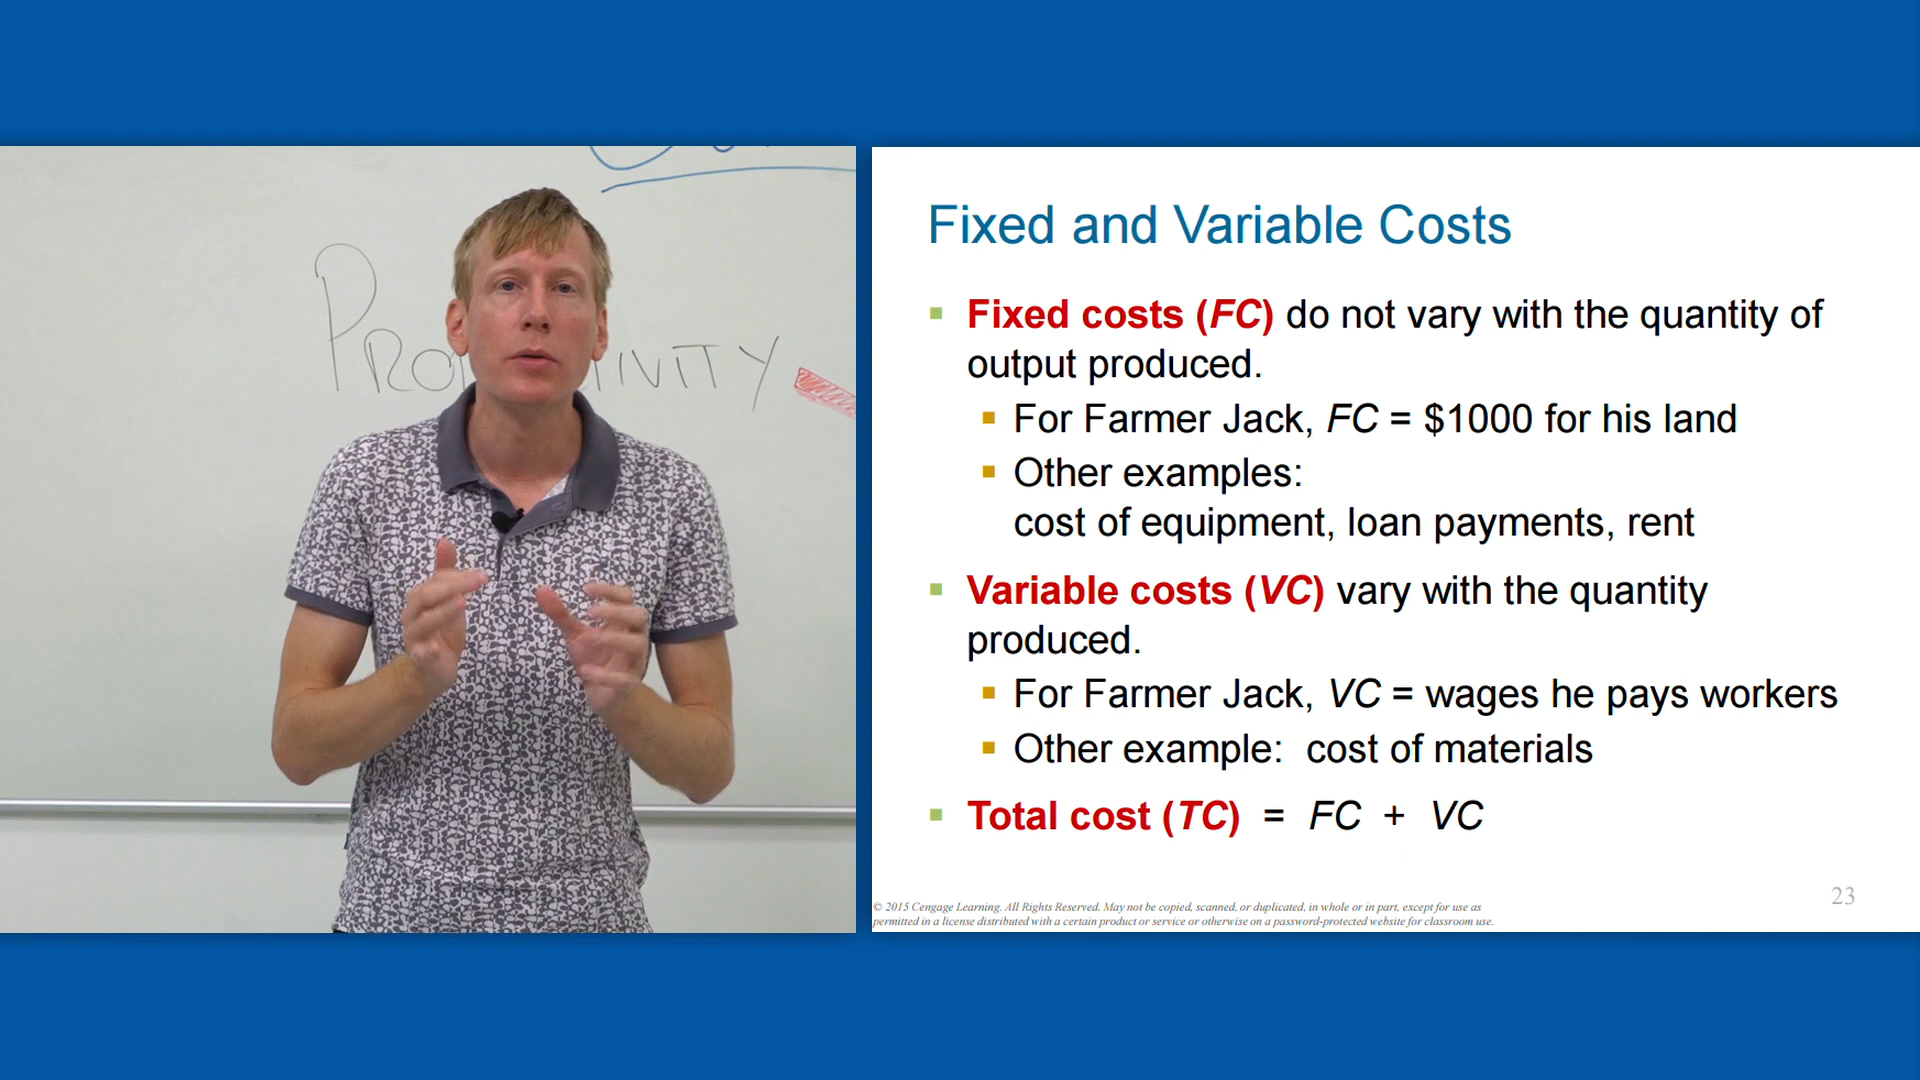 Fixed and Variable Costs
▪ Fixed costs (FC) do not vary with the quantity of
output produced.
▪ For Farmer Jack, FC = $1000 for his land
▪ Other examples:
cost of equipment, loan payments, rent
▪ Variable costs (VC) vary with the quantity
produced.
▪ For Farmer Jack, VC = wages he pays workers
▪ Other example: cost of materials
▪ Total cost (TC) = FC + VC
23
© 2015 Cengage Learning. All Rights Reserved. May not be copied, scanned, or duplicated, in whole or in part, except for use as
permitted in a license distributed with a certain product or service or otherwise on a password-protected website for classroom use.